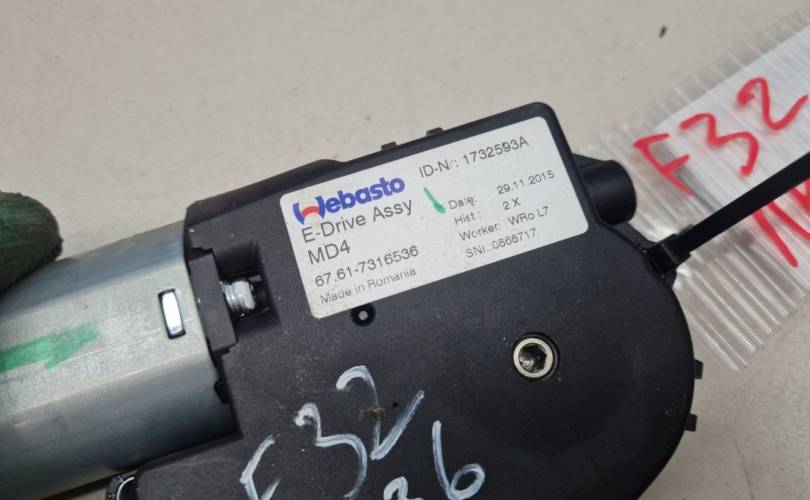 Webasto
E-Drive Assy
MD4
67.61-7316536
Made in Romania
ID-Nr.: 1732593A
Date: 29.11.2015
Hist.: 2 X
Worker: WRo L7
SNr.:0868717
F32
F32
36